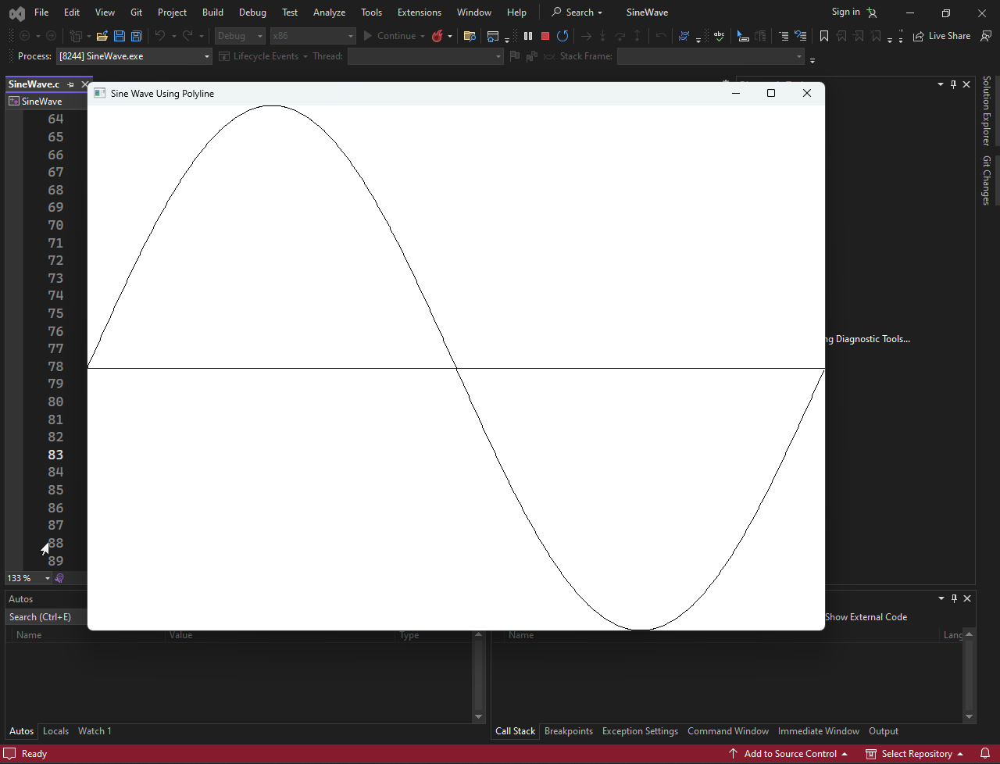 File Edit View Git Project Build Debug Test Analyze Tools Extensions Window Help Search SineWave Sign in
Debug x86 Continue abc Live Share
Process: [8244] SineWave.exe Lifecycle Events Thread: Stack Frame:
SineWave.c
Sine Wave Using Polyline
SineWave
Solution Explorer
Git Changes
64
65
66
67
68
69
70
71
72
73
74
75
76
77
78
79
80
81
82
83
84
85
86
87
88
89
Diagnostic Tools...
133 %
Autos
Search (Ctrl+E) Show External Code
Name Value Type Name
Autos Locals Watch 1 Call Stack Breakpoints Exception Settings Command Window Immediate Window Output
Ready Add to Source Control Select Repository